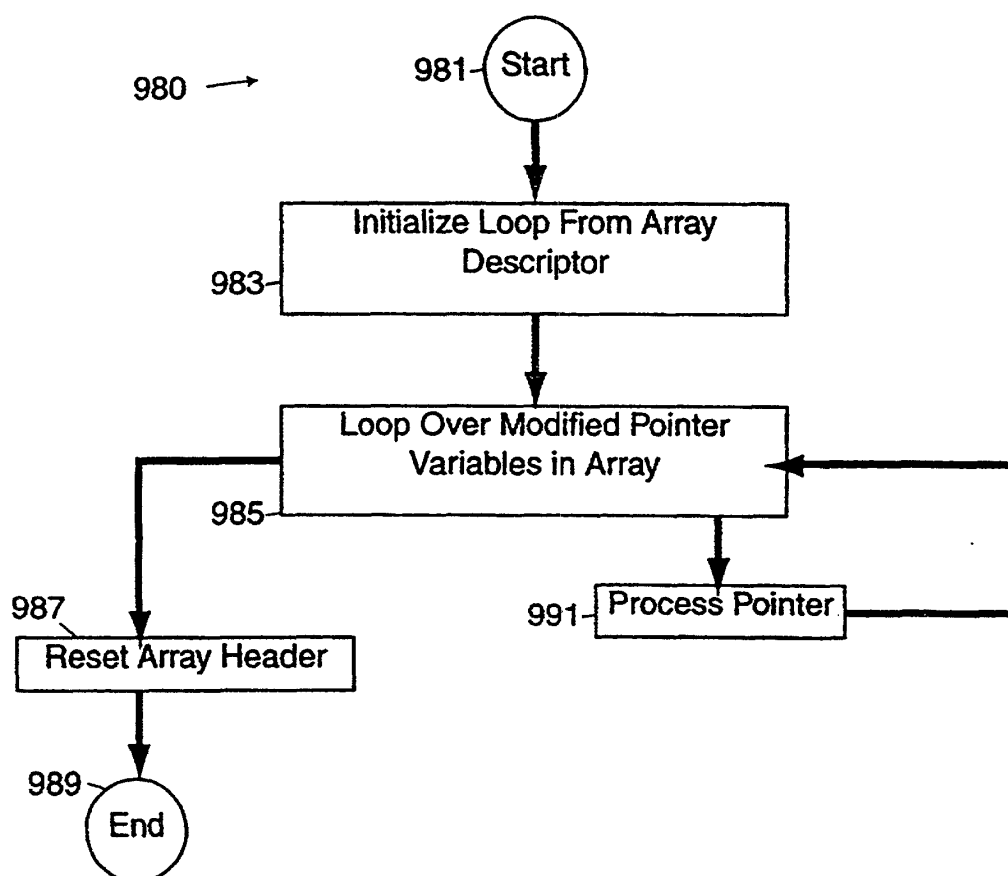 980
981
Start
Initialize Loop From Array
Descriptor
983
Loop Over Modified Pointer
Variables in Array
985
987
991
Process Pointer
Reset Array Header
989
End